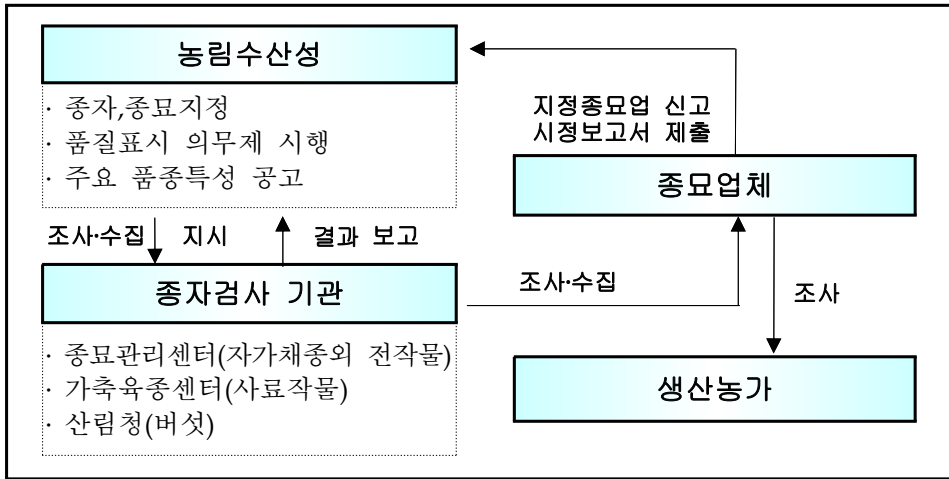 농림수산성
· 종자,종묘지정
· 품질표시 의무제 시행
· 주요 품종특성 공고
지정종묘업 신고
시정보고서 제출
종묘업체
조사·수집 지시
결과 보고
종자검사 기관
· 종묘관리센터(자가채종외 전작물)
· 가축육종센터(사료작물)
· 산림청(버섯)
조사·수집
조사
생산농가